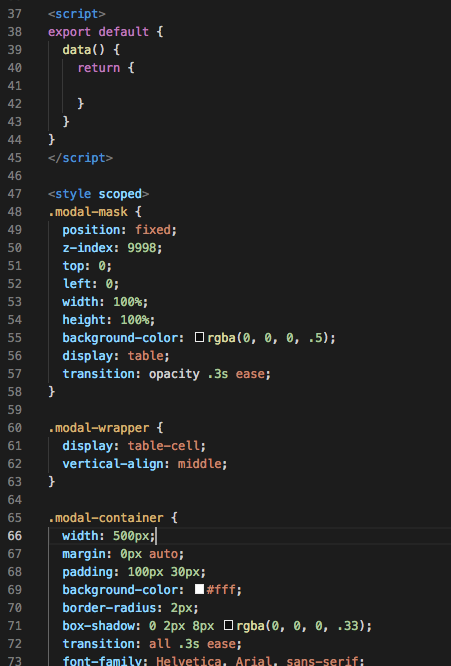 37 <script>
38 export default {
39   data() {
40     return {
41
42     }
43   }
44 }
45 </script>
46
47 <style scoped>
48 .modal-mask {
49   position: fixed;
50   z-index: 9998;
51   top: 0;
52   left: 0;
53   width: 100%;
54   height: 100%;
55   background-color: rgba(0, 0, 0, .5);
56   display: table;
57   transition: opacity .3s ease;
58 }
59
60 .modal-wrapper {
61   display: table-cell;
62   vertical-align: middle;
63 }
64
65 .modal-container {
66   width: 500px;
67   margin: 0px auto;
68   padding: 100px 30px;
69   background-color: #fff;
70   border-radius: 2px;
71   box-shadow: 0 2px 8px rgba(0, 0, 0, .33);
72   transition: all .3s ease;
73   font-family: Helvetica, Arial, sans-serif;